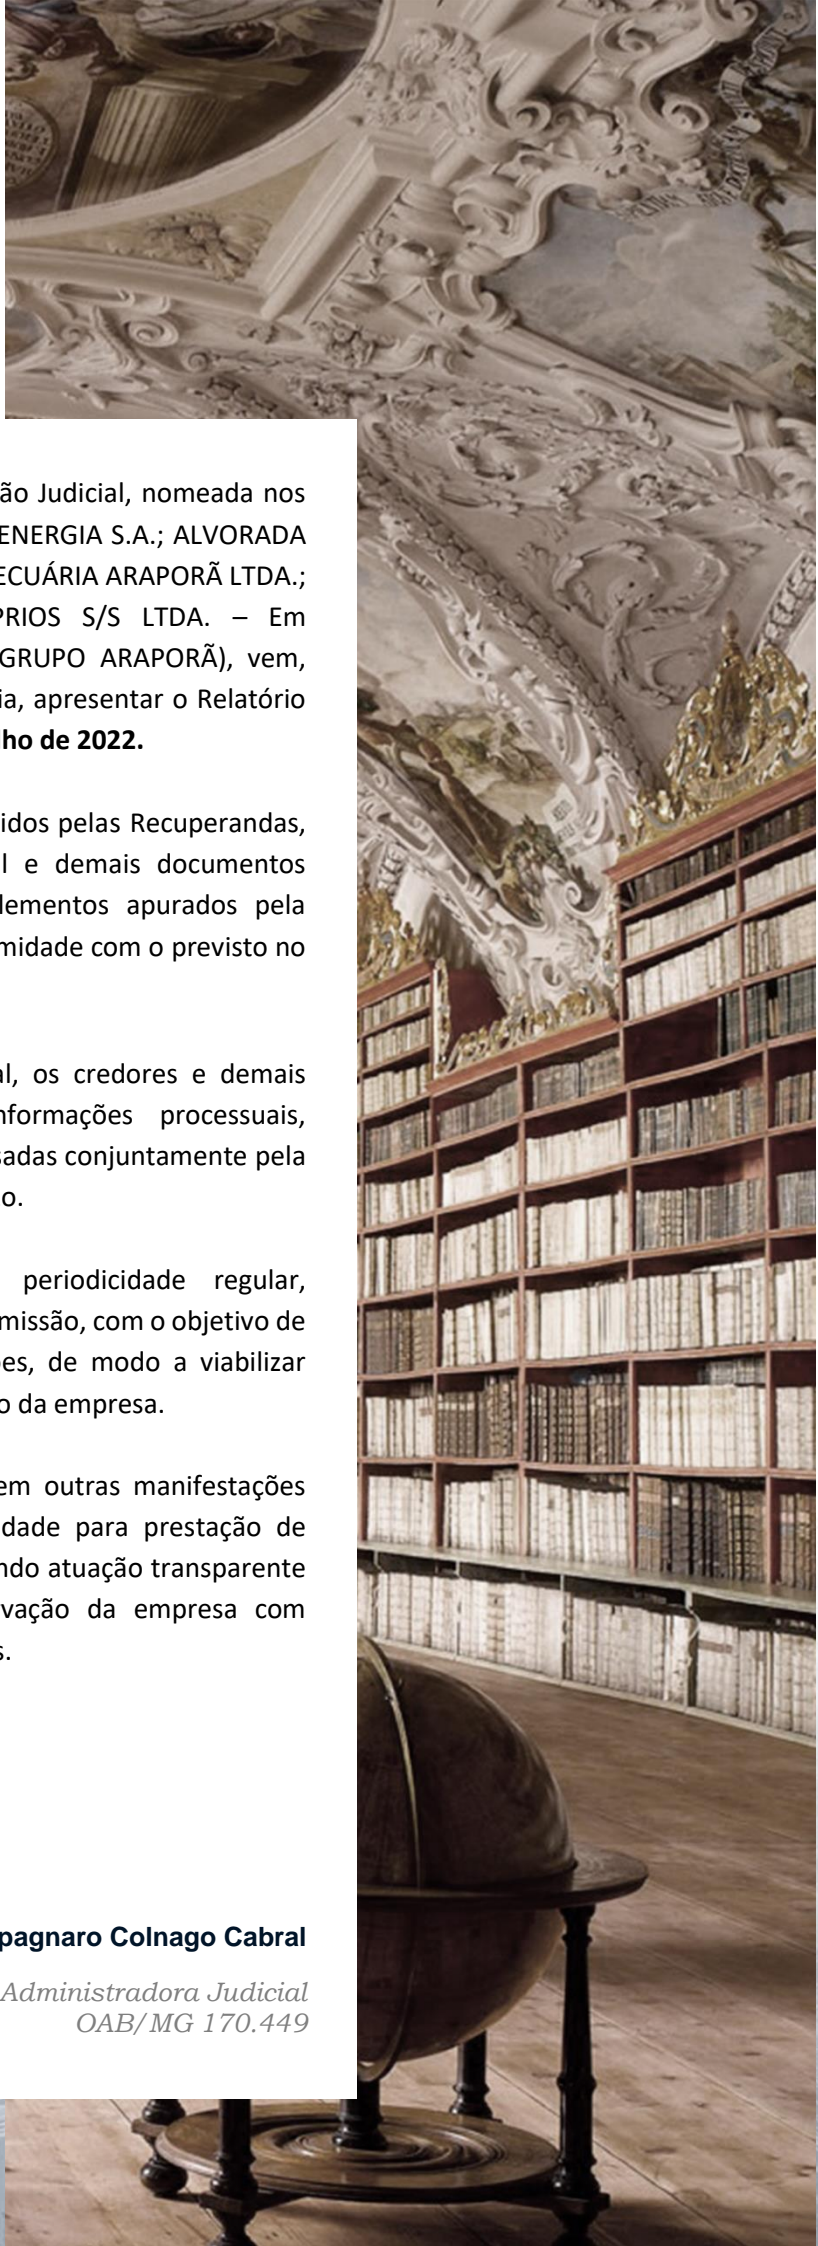 ão Judicial, nomeada nos
ENERGIA S.A.; ALVORADA
ECUÁRIA ARAPORÃ LTDA.;
PRIOS S/S LTDA. – Em
GRUPO ARAPORÃ), vem,
ia, apresentar o Relatório
lho de 2022.
idos pelas Recuperandas,
l e demais documentos
lementos apurados pela
midade com o previsto no
al, os credores e demais
nformações processuais,
sadas conjuntamente pela
o.
periodicidade regular,
missão, com o objetivo de
es, de modo a viabilizar
o da empresa.
em outras manifestações
dade para prestação de
ndo atuação transparente
vação da empresa com
s.
pagnaro Colnago Cabral
Administradora Judicial
OAB/MG 170.449